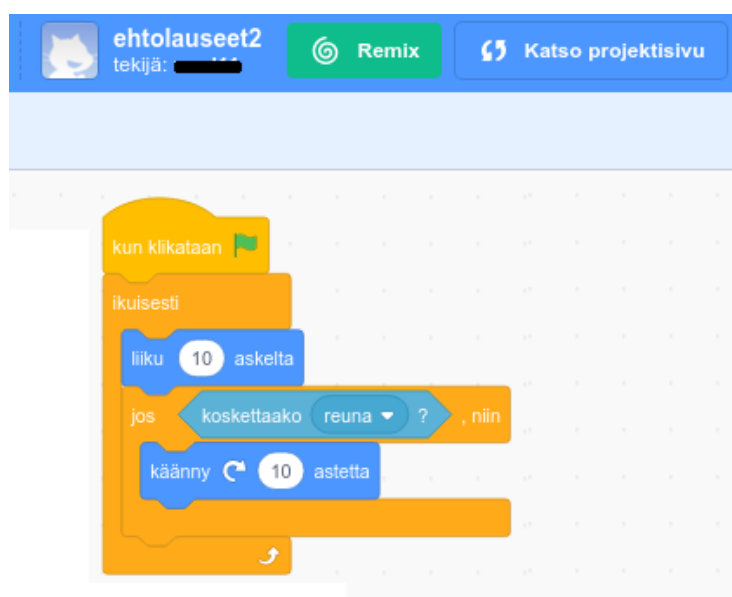 ehtolauseet2
tekijä:
Remix
Katso projektisivu
kun klikataan
ikuisesti
liiku 10 askelta
jos koskettaako reuna ? , niin
käänny 10 astetta